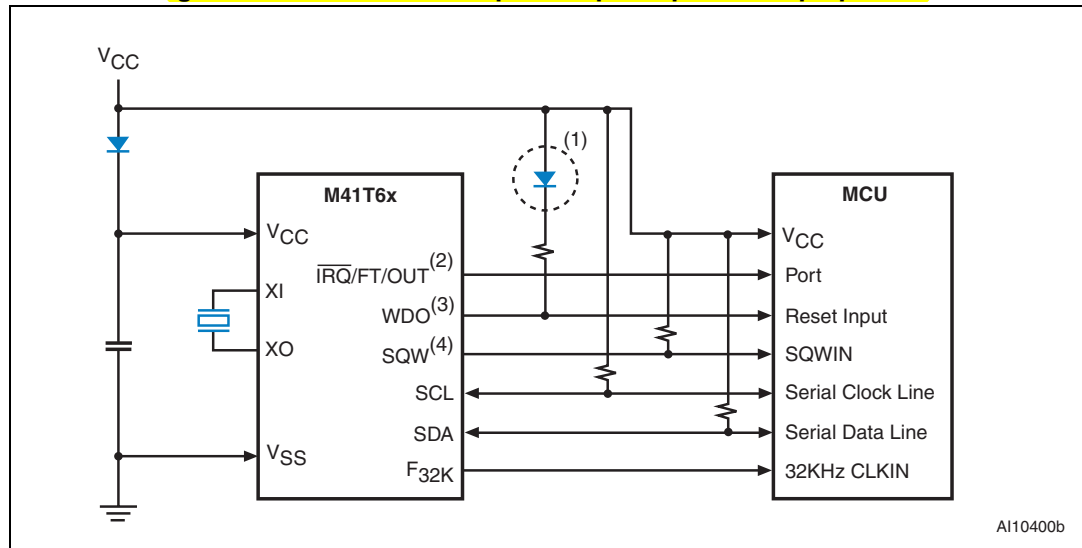 VCC
(1)
M41T6x
MCU
VCC
XI
XO
VSS
IRQ/FT/OUT(2)
WDO(3)
SQW(4)
SCL
SDA
F32K
VCC
Port
Reset Input
SQWIN
Serial Clock Line
Serial Data Line
32KHz CLKIN
AI10400b